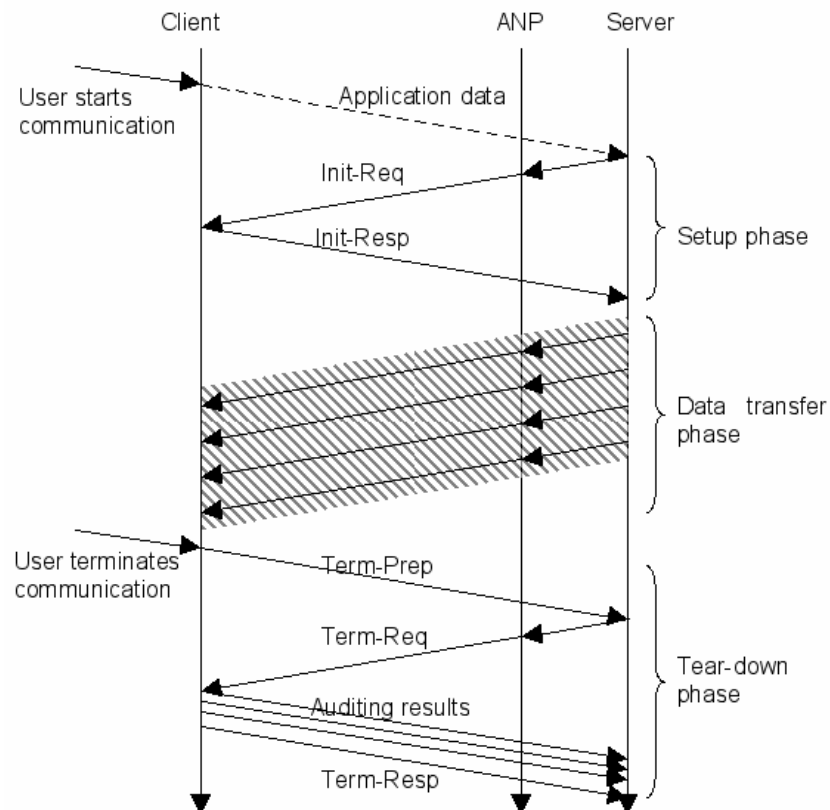 Client
ANP
Server
User starts
communication
Application data
Init-Req
Init-Resp
Setup phase
Data transfer
phase
User terminates
communication
Term-Prep
Term-Req
Tear-down
phase
Auditing results
Term-Resp